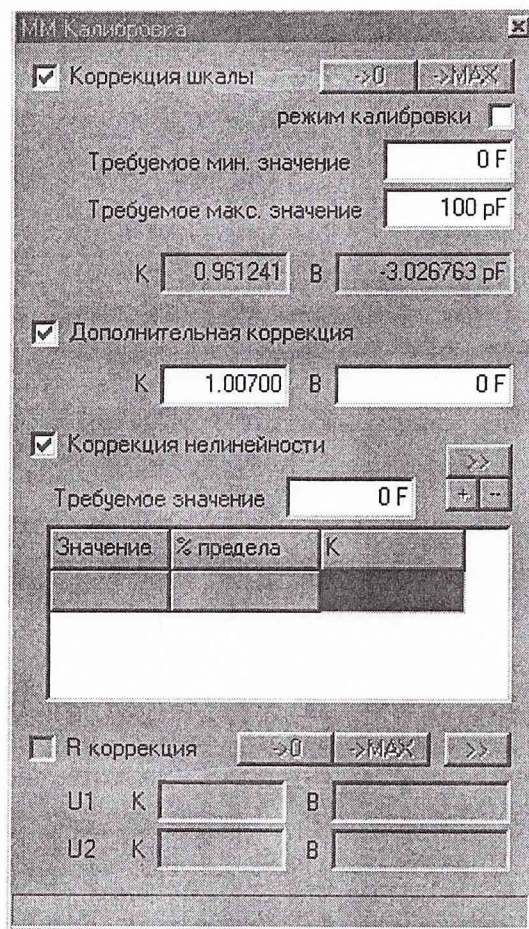 ММ Калибровка
Коррекция шкалы ->0 ->MAX
режим калибровки
Требуемое мин. значение 0 F
Требуемое макс. значение 100 pF
К 0.961241 В -3.026763 pF
Дополнительная коррекция
К 1.00700 В 0 F
Коррекция нелинейности >>
Требуемое значение 0 F + --
Значение % предела К
R коррекция ->0 ->MAX >>
U1 К В
U2 К В